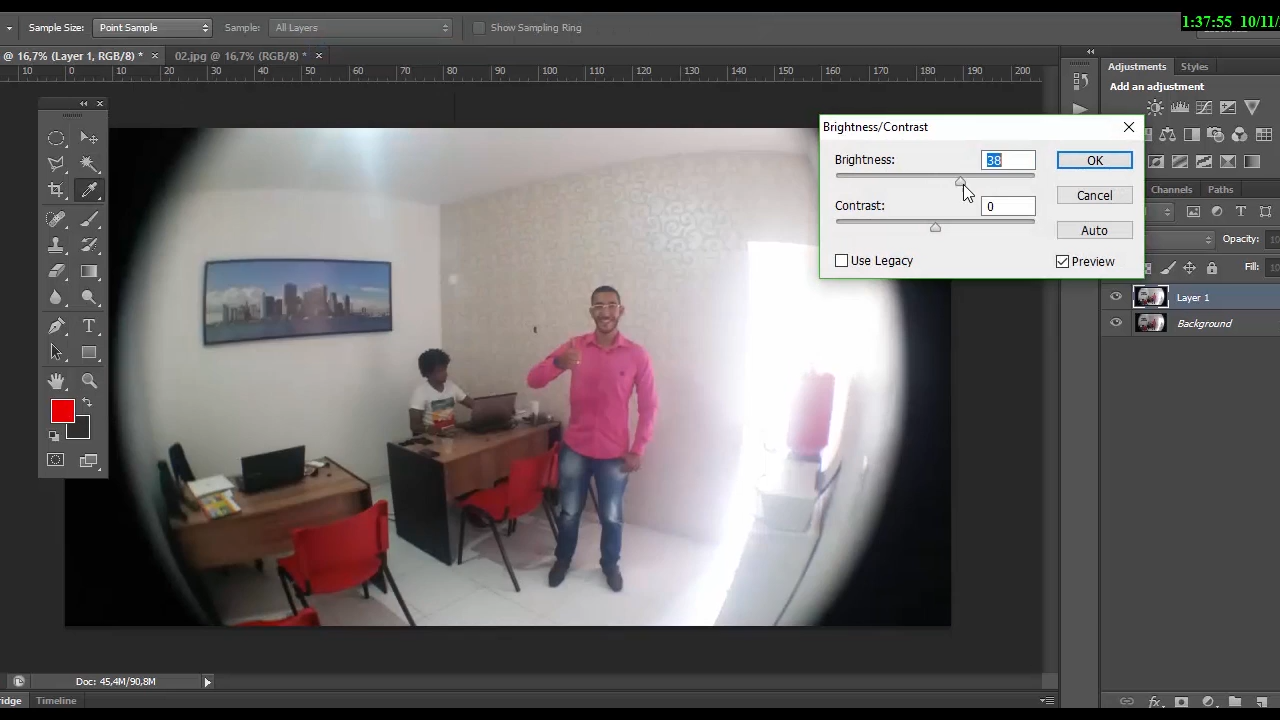 1:37:55 10/11/
Sample Size: Point Sample Sample: All Layers Show Sampling Ring
@ 16,7% (Layer 1, RGB/8) * × 02.jpg @ 16,7% (RGB/8) * ×
10 0 10 20 30 40 50 60 70 80 90 100 110 120 130 140 150 160 170 180 190 200
Adjustments Styles
Add an adjustment
Brightness/Contrast
Brightness: 38 OK
Cancel
Contrast: 0
Auto
Use Legacy Preview
Channels Paths
Opacity:
Fill:
Layer 1
Background
Doc: 45,4M/90,8M
ridge Timeline